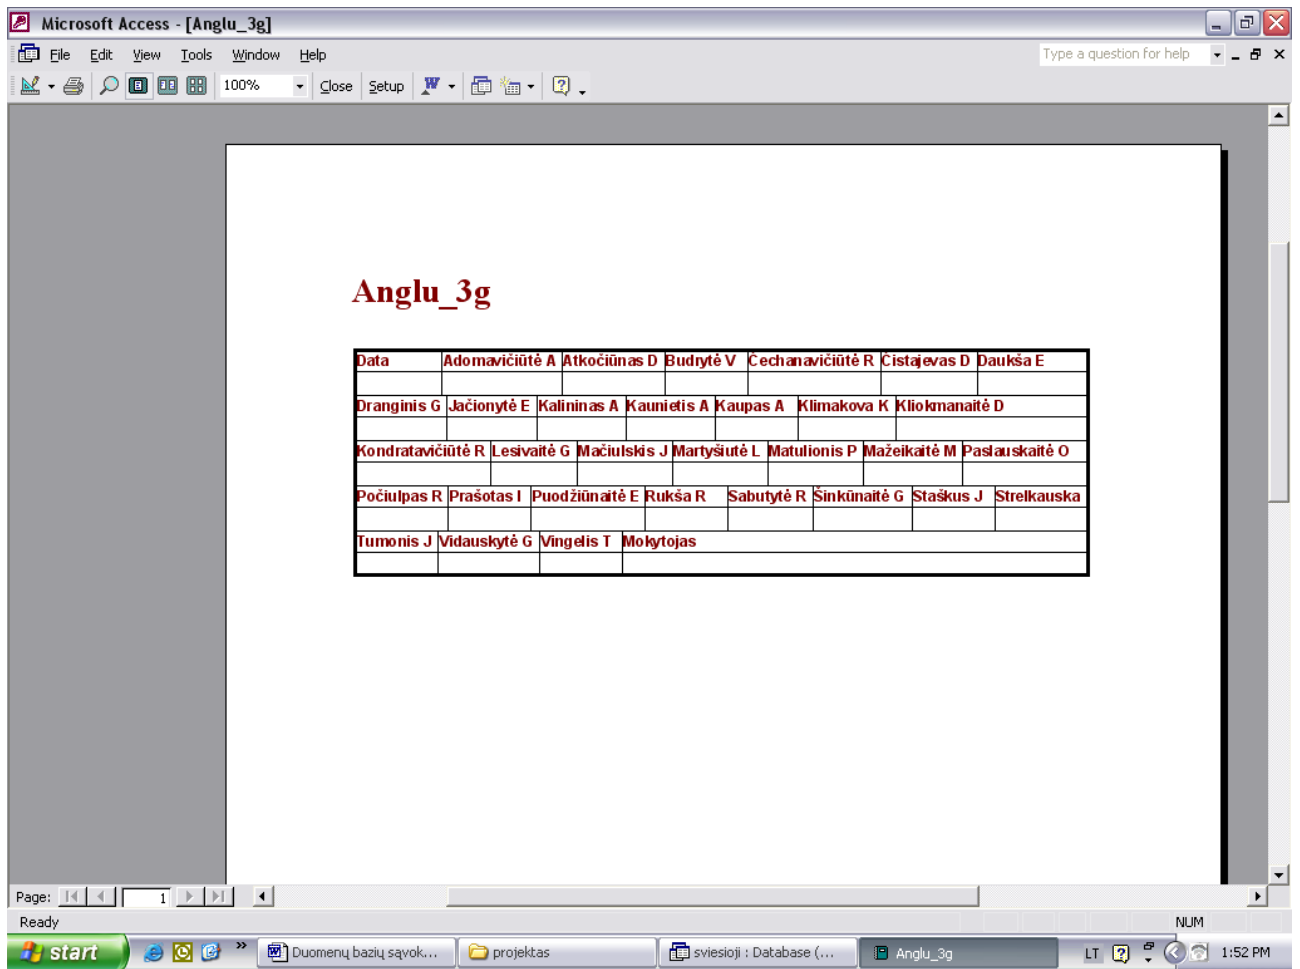 Microsoft Access - [Anglu_3g]
File Edit View Tools Window Help Type a question for help
100% Close Setup
Anglu_3g
Data Adomavičiūtė A Atkočiūnas D Budrytė V Čechanavičiūtė R Čistajevas D Daukša E
Dranginis G Jačionytė E Kalininas A Kaunietis A Kaupas A Klimakova K Kliokmanaitė D
Kondratavičiūtė R Lesivaitė G Mačiulskis J Martyšiutė L Matulionis P Mažeikaitė M Paslauskaitė O
Počiulpas R Prašotas I Puodžiūnaitė E Rukša R Sabutytė R Šinkūnaitė G Staškus J Strelkauska
Tumonis J Vidauskytė G Vingelis T Mokytojas
Page: 1
Ready NUM
start Duomenų bazių sąvok... projektas sviesioji : Database (... Anglu_3g LT 1:52 PM